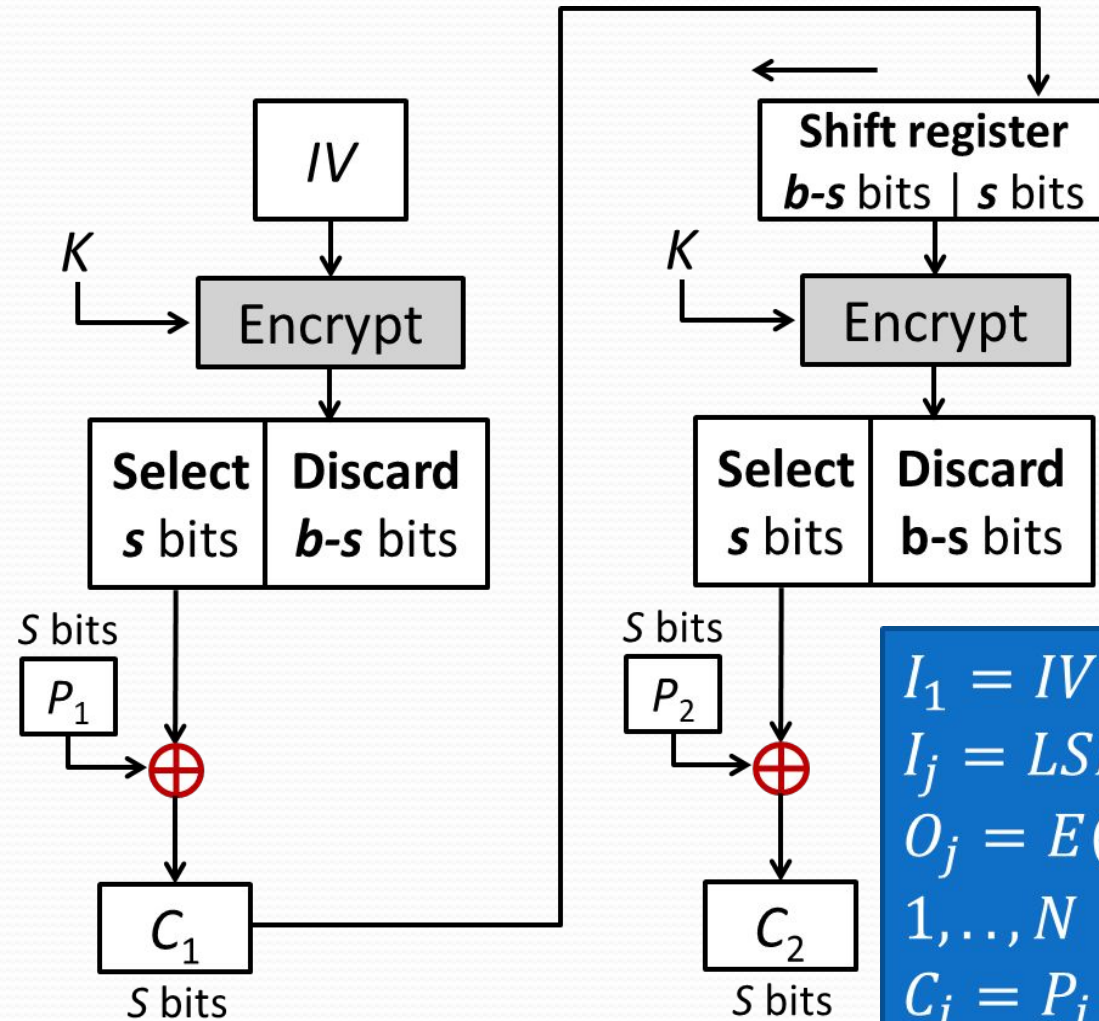 IV
K
Encrypt
Select
s bits
Discard
b-s bits
S bits
P₁
C₁
S bits
Shift register
b-s bits | s bits
K
Encrypt
Select
s bits
Discard
b-s bits
S bits
P₂
C₂
S bits
I₁ = IV
Iⱼ = LS
Oⱼ = E(
1,..,N
Cⱼ = Pⱼ